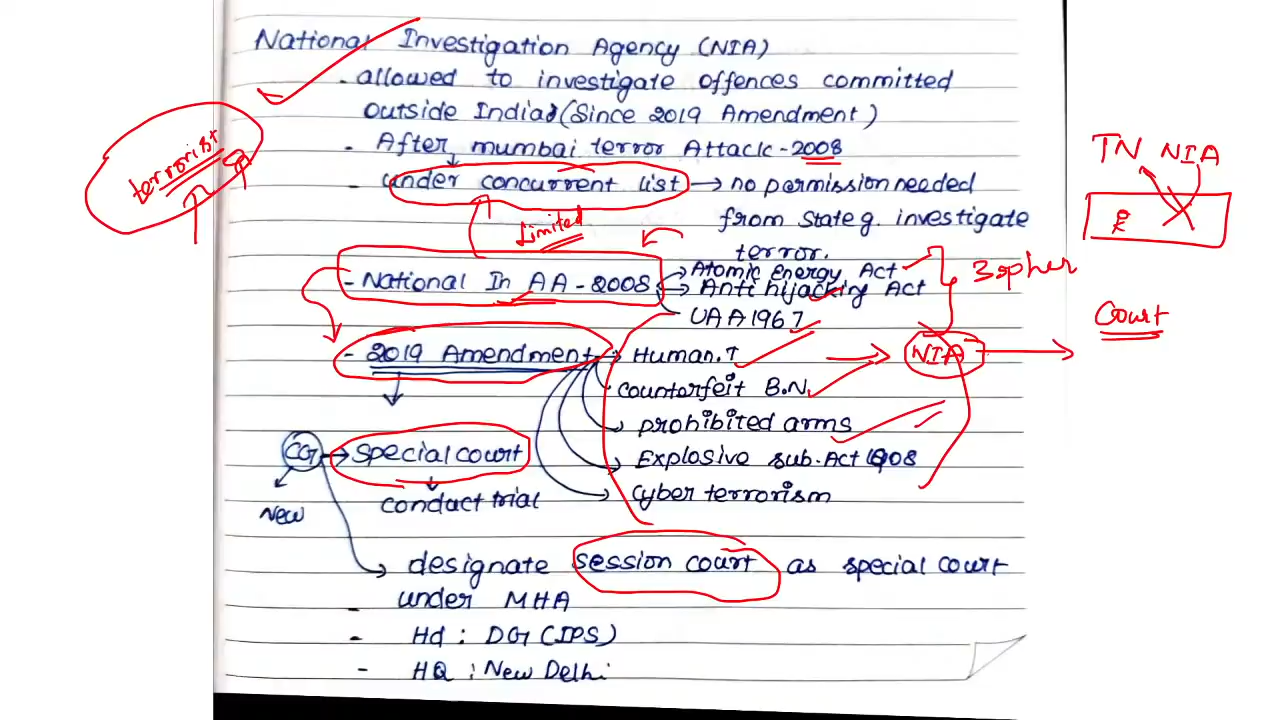 National Investigation Agency (NIA)
. allowed to investigate offences committed
outside India (Since 2019 Amendment)
terrorist
- After mumbai terror Attack - 2008
TN NIA
- under concurrent list → no permission needed
Limited
from State g. investigate
terror.
- National In AA - 2008
→ Atomic energy Act
→ Anti hijacking Act
UAA 1967
Court
- 2019 Amendment → Human. T
NIA
counterfeit B.N.
prohibited arms
CG → special court
Explosive sub. Act 1908
New
conduct trial
Cyber terrorism
designate session court as special court
under MHA
- Hd : DG (IPS)
- HQ : New Delhi